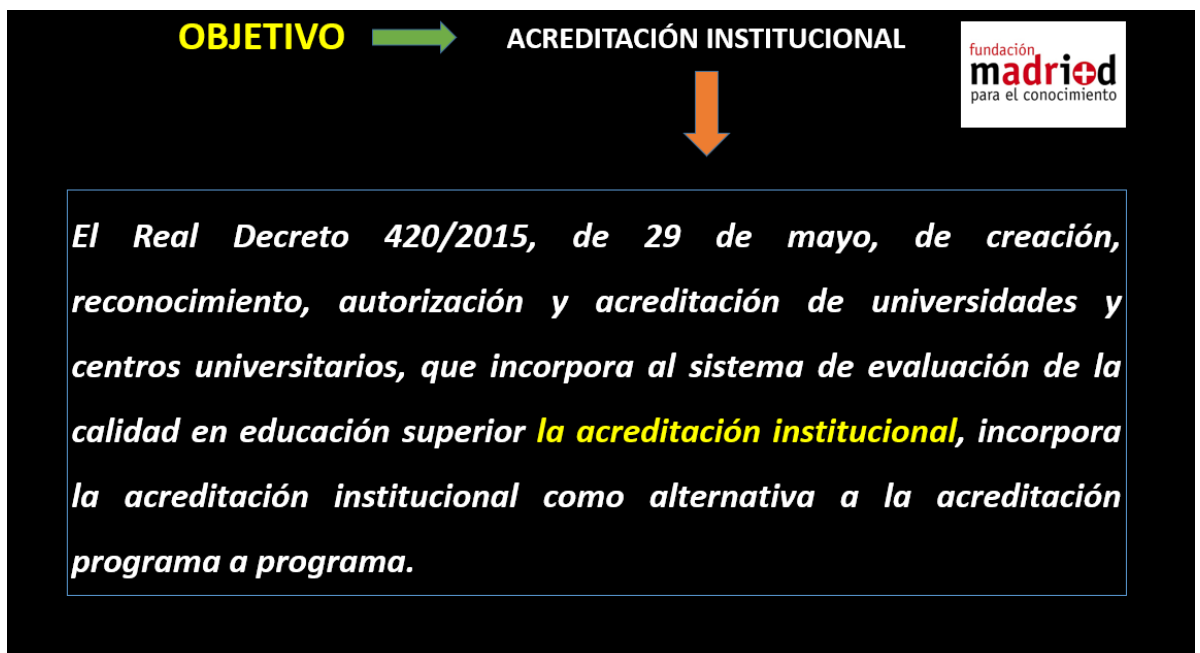 OBJETIVO
ACREDITACIÓN INSTITUCIONAL
fundación
madri+d
para el conocimiento
El Real Decreto 420/2015, de 29 de mayo, de creación,
reconocimiento, autorización y acreditación de universidades y
centros universitarios, que incorpora al sistema de evaluación de la
calidad en educación superior la acreditación institucional, incorpora
la acreditación institucional como alternativa a la acreditación
programa a programa.